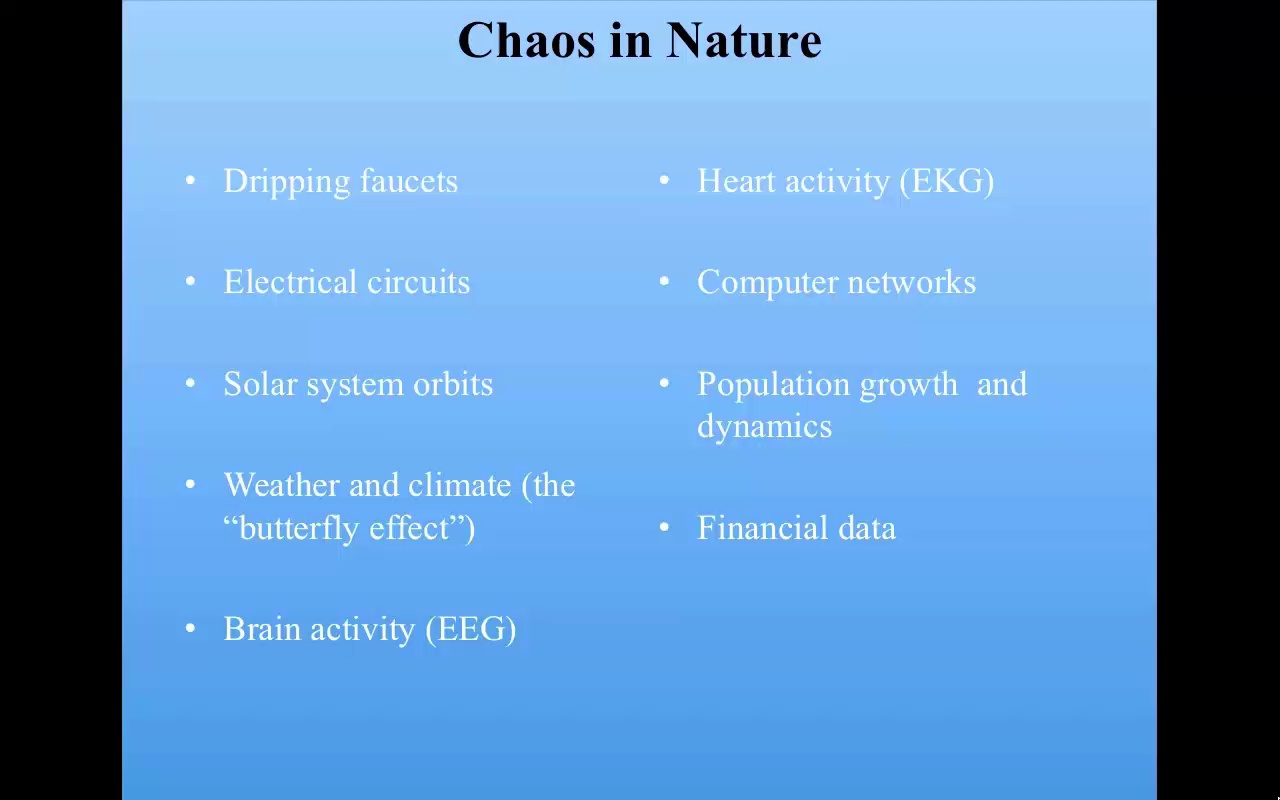 Chaos in Nature
• Dripping faucets
• Electrical circuits
• Solar system orbits
• Weather and climate (the
“butterfly effect”)
• Brain activity (EEG)
• Heart activity (EKG)
• Computer networks
• Population growth  and
dynamics
• Financial data